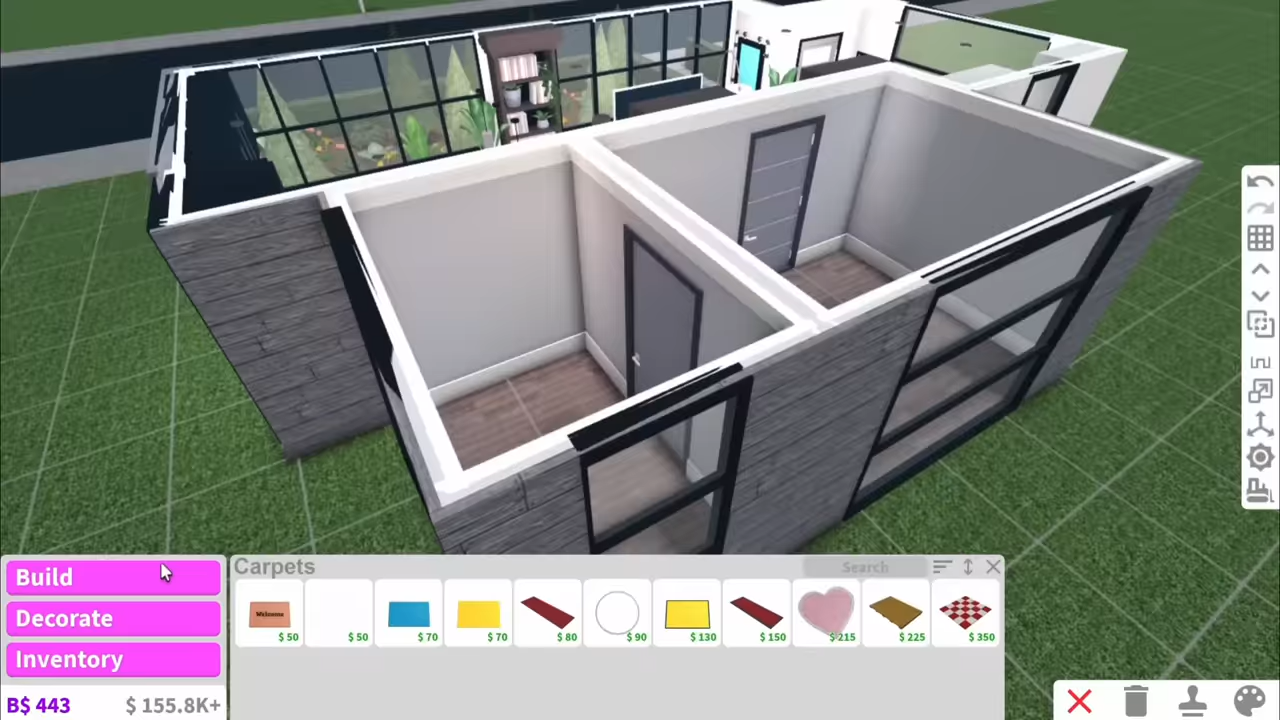 Build
Decorate
Inventory
B$ 443
$ 155.8K+
Carpets
Search
Welcome
$ 50
$ 50
$ 70
$ 70
$ 80
$ 90
$ 130
$ 150
$ 215
$ 225
$ 350